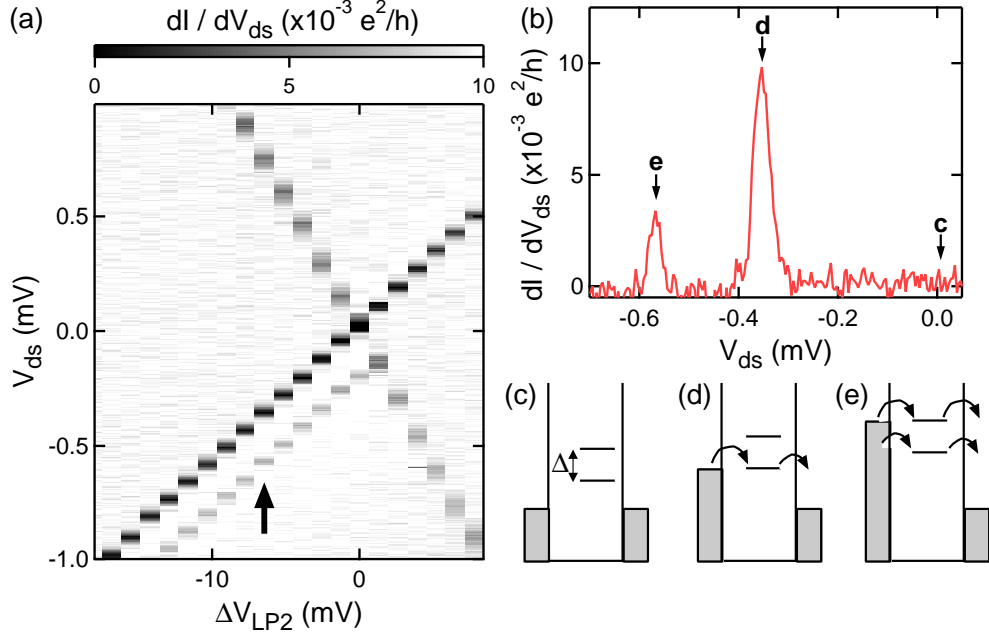 (a)
dI / dV_ds (x10^-3 e^2/h)
0 5 10
V_ds (mV)
0.5
0.0
-0.5
-1.0
-10 0
ΔV_LP2 (mV)
(b)
dI / dV_ds (x10^-3 e^2/h)
10
5
0
d
e
c
-0.6 -0.4 -0.2 0.0
V_ds (mV)
(c) (d) (e)
Δ